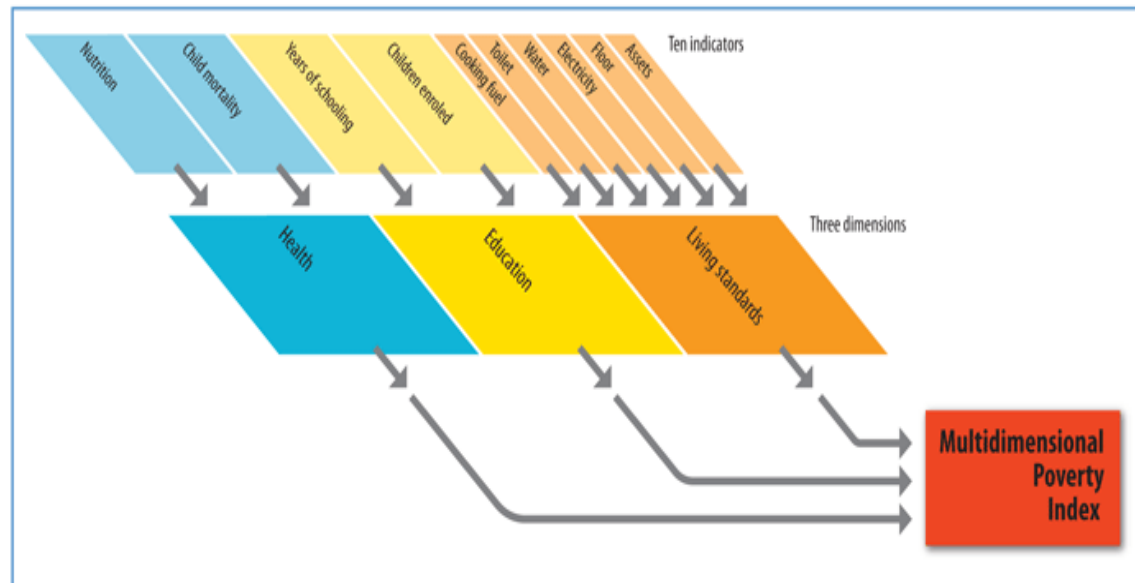 Nutrition
Child mortality
Years of schooling
Children enroled
Cooking fuel
Toilet
Water
Electricity
Floor
Assets
Ten indicators
Health
Education
Living standards
Three dimensions
Multidimensional
Poverty
Index